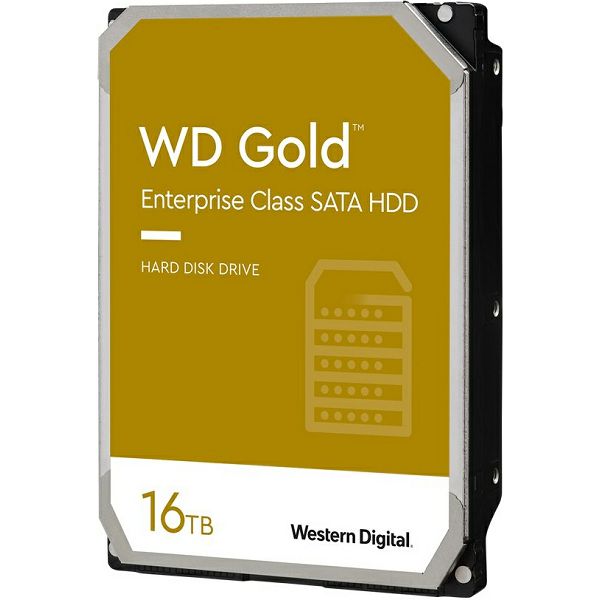 WD Gold™
Enterprise Class SATA HDD
HARD DISK DRIVE
16TB
Western Digital.